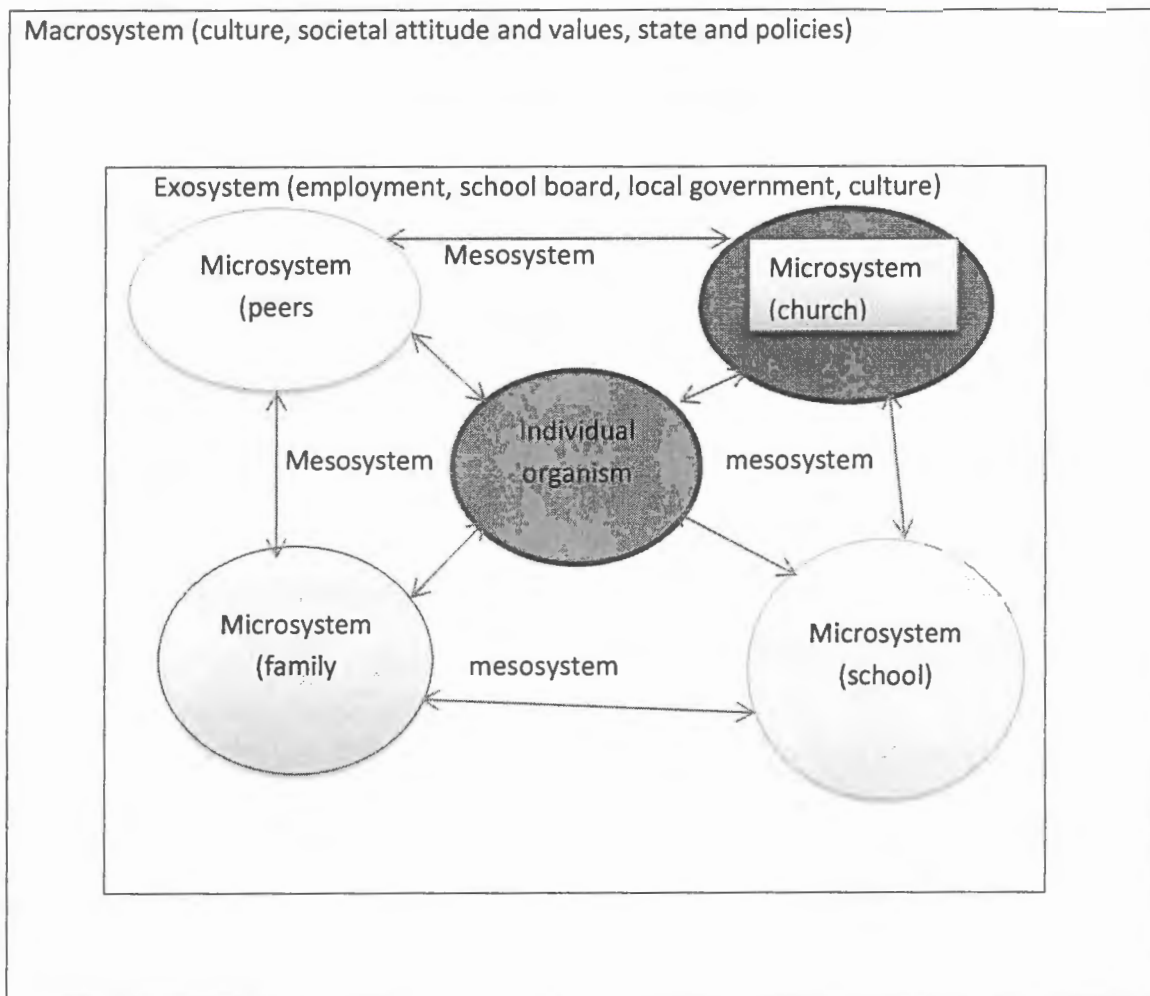 Macrosystem (culture, societal attitude and values, state and policies)
Exosystem (employment, school board, local government, culture)
Microsystem
(peers
Mesosystem
Microsystem
(church)
Individual
organism
Mesosystem
mesosystem
Microsystem
(family
mesosystem
Microsystem
(school)